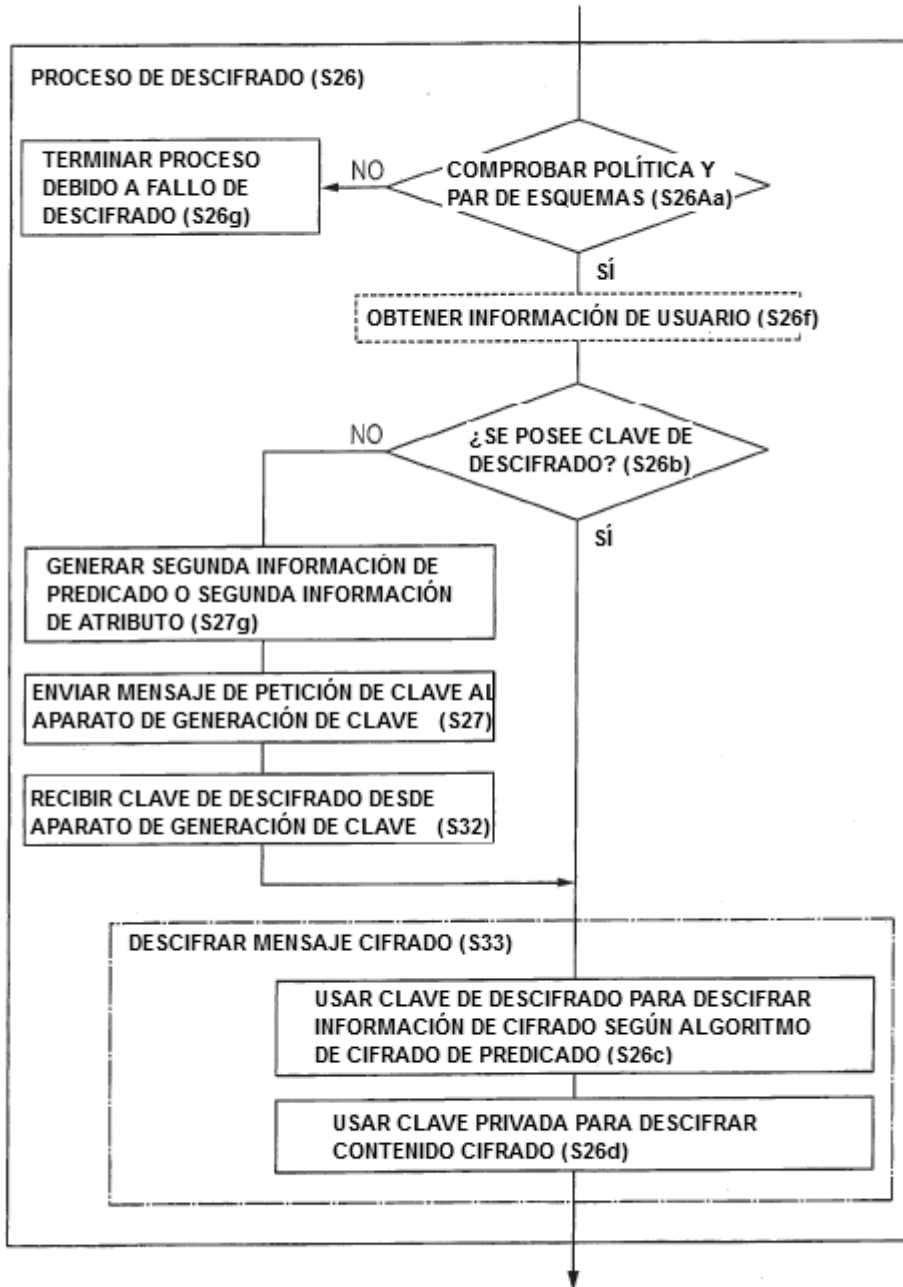 PROCESO DE DESCIFRADO (S26)
TERMINAR PROCESO
DEBIDO A FALLO DE
DESCIFRADO (S26g)
NO
COMPROBAR POLÍTICA Y
PAR DE ESQUEMAS (S26Aa)
SÍ
OBTENER INFORMACIÓN DE USUARIO (S26f)
NO
¿SE POSEE CLAVE DE
DESCIFRADO? (S26b)
SÍ
GENERAR SEGUNDA INFORMACIÓN DE
PREDICADO O SEGUNDA INFORMACIÓN
DE ATRIBUTO (S27g)
ENVIAR MENSAJE DE PETICIÓN DE CLAVE AL
APARATO DE GENERACIÓN DE CLAVE (S27)
RECIBIR CLAVE DE DESCIFRADO DESDE
APARATO DE GENERACIÓN DE CLAVE (S32)
DESCIFRAR MENSAJE CIFRADO (S33)
USAR CLAVE DE DESCIFRADO PARA DESCIFRAR
INFORMACIÓN DE CIFRADO SEGÚN ALGORITMO
DE CIFRADO DE PREDICADO (S26c)
USAR CLAVE PRIVADA PARA DESCIFRAR
CONTENIDO CIFRADO (S26d)